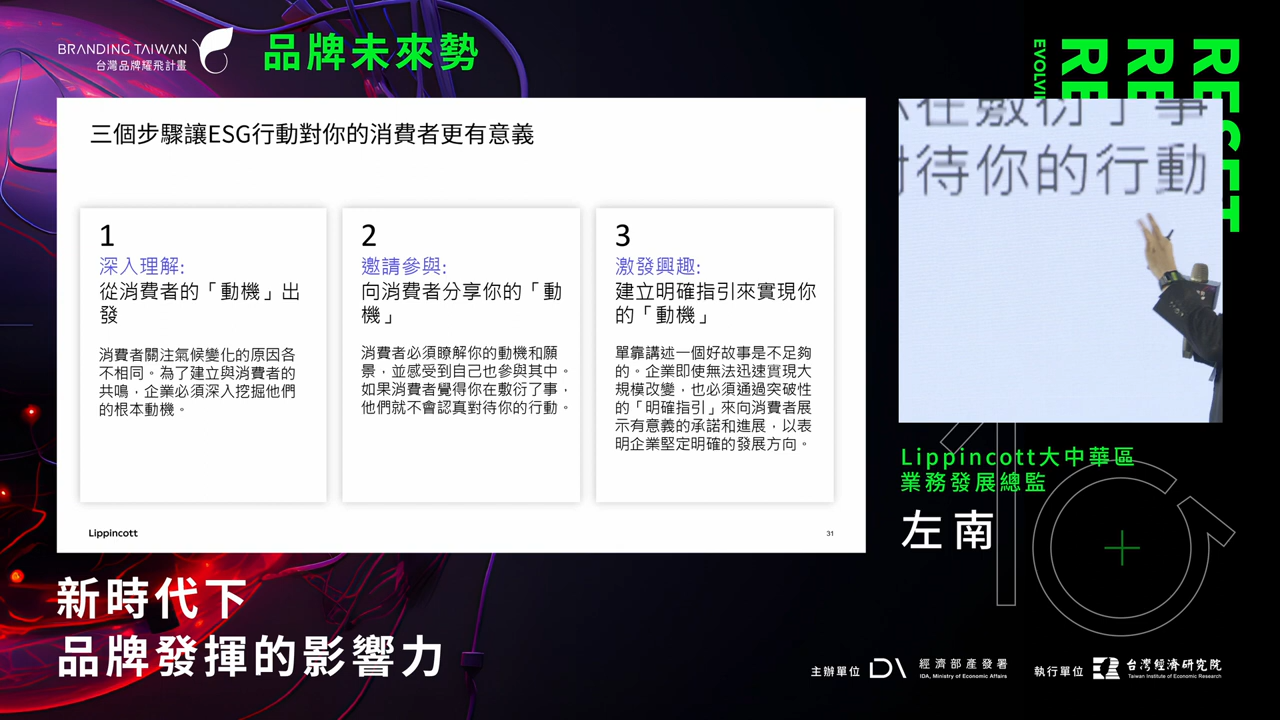 BRANDING TAIWAN
台灣品牌耀飛計畫
品牌未來勢
三個步驟讓ESG行動對你的消費者更有意義
1
深入理解:
從消費者的「動機」出
發
消費者關注氣候變化的原因各
不相同。為了建立與消費者的
共鳴，企業必須深入挖掘他們
的根本動機。
2
邀請參與:
向消費者分享你的「動
機」
消費者必須瞭解你的動機和願
景，並感受到自己也參與其中。
如果消費者覺得你在敷衍了事，
他們就不會認真對待你的行動。
3
激發興趣:
建立明確指引來實現你
的「動機」
單靠講述一個好故事是不足夠
的。企業即使無法迅速實現大
規模改變，也必須通過突破性
的「明確指引」來向消費者展
示有意義的承諾和進展，以表
明企業堅定明確的發展方向。
Lippincott
31
在敷衍了事
待你的行動
RE
RE
RESET
Lippincott大中華區
業務發展總監
左南
新時代下
品牌發揮的影響力
主辦單位
IDA
經濟部產發署
IDA, Ministry of Economic Affairs
執行單位
台灣經濟研究院
Taiwan Institute of Economic Research